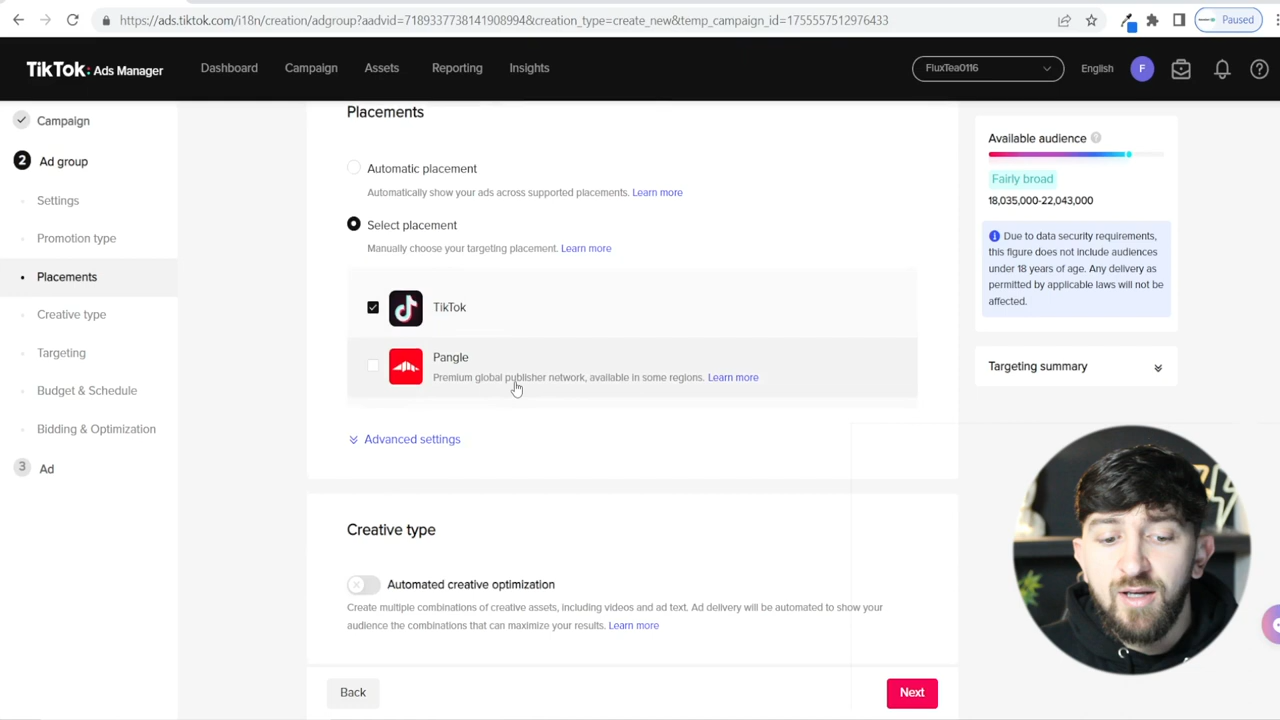 https://ads.tiktok.com/i18n/creation/adgroup?aadvid=7189337738141908994&creation_type=create_new&temp_campaign_id=1755557512976433
Paused
TikTok: Ads Manager
Dashboard
Campaign
Assets
Reporting
Insights
FluxTea0116
English
F
Campaign
2
Ad group
Settings
Promotion type
Placements
Creative type
Targeting
Budget & Schedule
Bidding & Optimization
3
Ad
Placements
Automatic placement
Automatically show your ads across supported placements. Learn more
Select placement
Manually choose your targeting placement. Learn more
TikTok
Pangle
Premium global publisher network, available in some regions. Learn more
Advanced settings
Creative type
Automated creative optimization
Create multiple combinations of creative assets, including videos and ad text. Ad delivery will be automated to show your
audience the combinations that can maximize your results. Learn more
Back
Next
Available audience
Fairly broad
18,035,000-22,043,000
Due to data security requirements,
this figure does not include audiences
under 18 years of age. Any delivery as
permitted by applicable laws will not be
affected.
Targeting summary